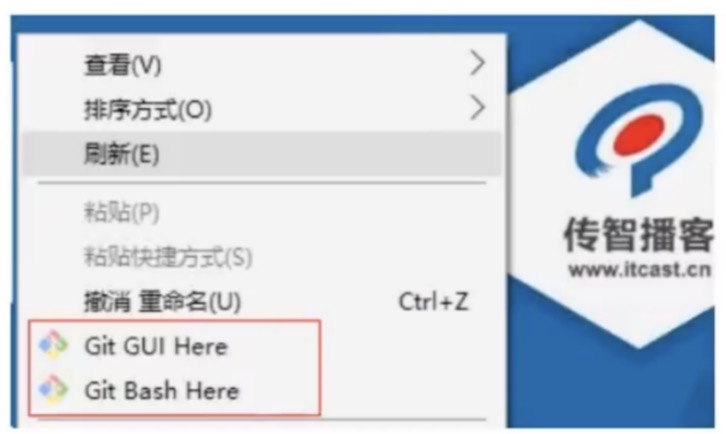 查看(V)
排序方式(O)
刷新(E)
粘贴(P)
粘贴快捷方式(S)
撤消 重命名(U) Ctrl+Z
Git GUI Here
Git Bash Here
传智播客
www.itcast.cn